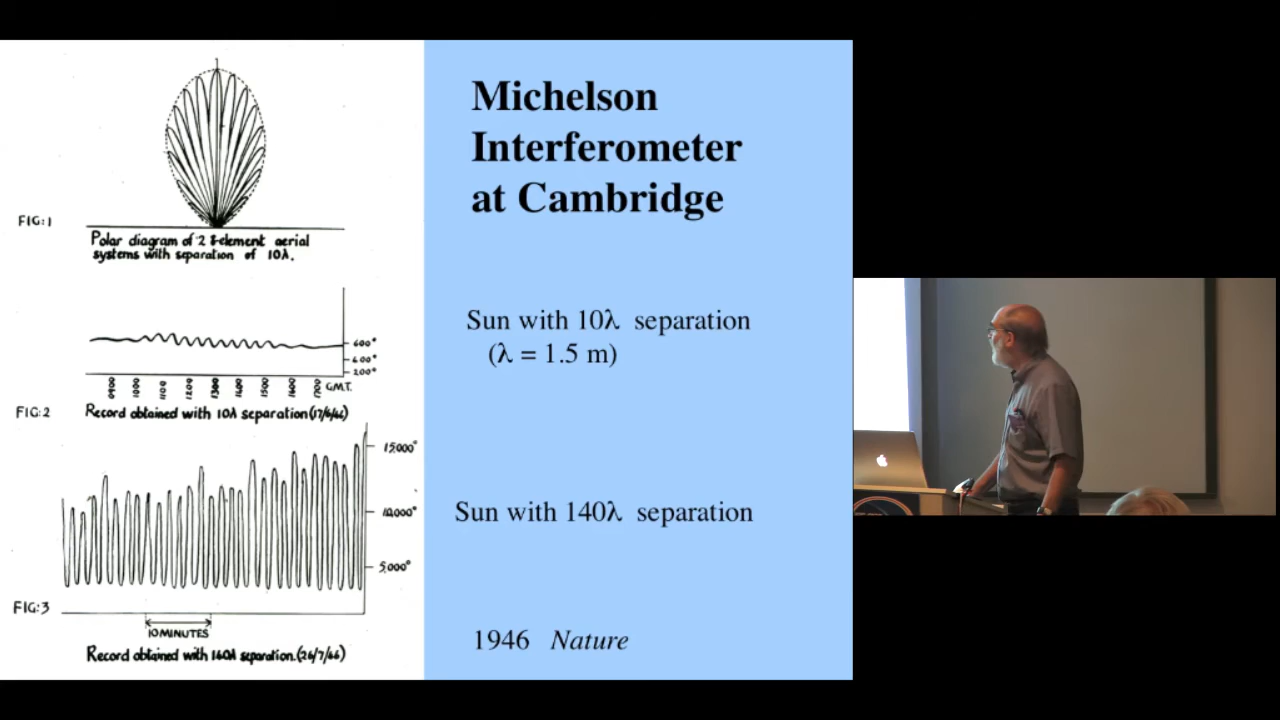 FIG:1
Polar diagram of 2 8-element aerial
systems with separation of 10λ.
600°
400°
200°
0900 1000 1100 1200 1300 1400 1500 1600 1700 G.M.T.
FIG:2
Record obtained with 10λ separation (17/6/46)
15,000°
10,000°
5,000°
FIG:3
10 MINUTES
Record obtained with 140λ separation. (26/7/46)
Michelson
Interferometer
at Cambridge
Sun with 10λ separation
(λ = 1.5 m)
Sun with 140λ separation
1946 Nature